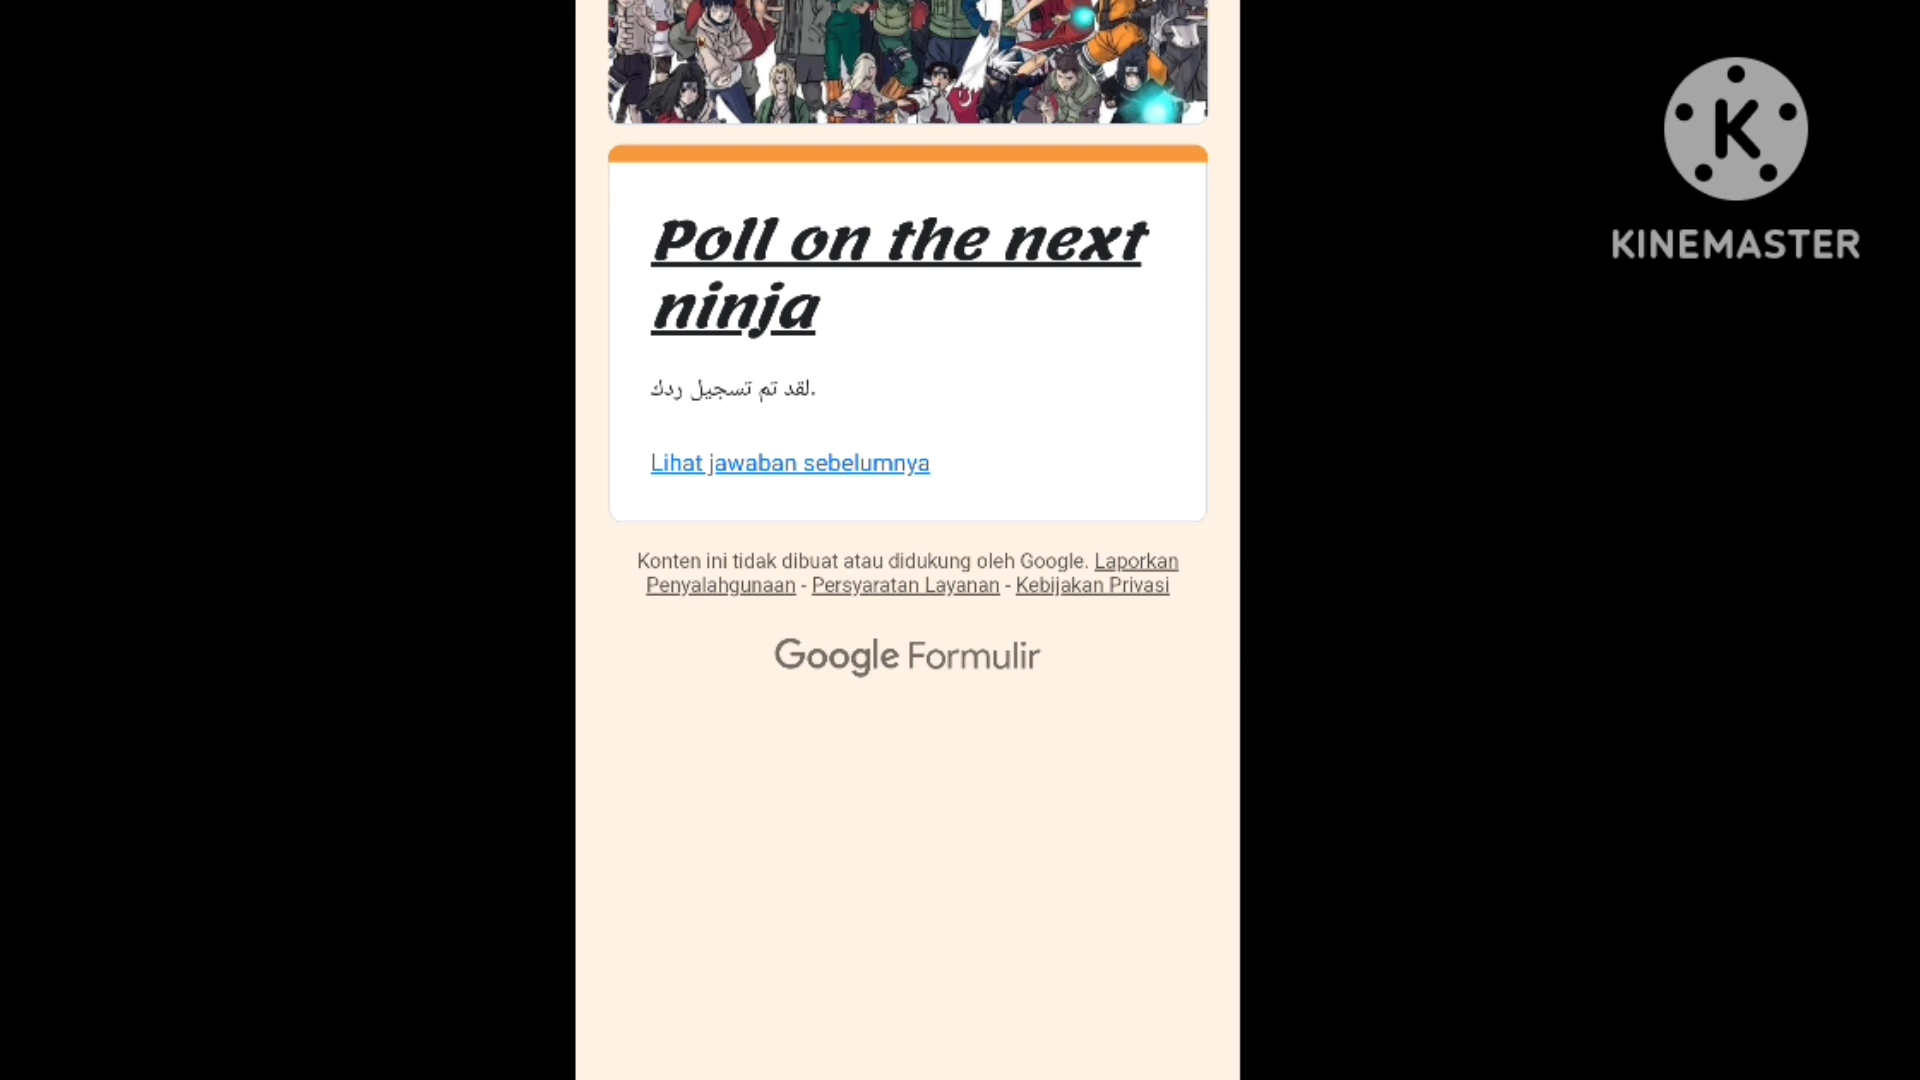 Poll on the next
ninja
لقد تم تسجيل ردك.
Lihat jawaban sebelumnya
Konten ini tidak dibuat atau didukung oleh Google. Laporkan
Penyalahgunaan - Persyaratan Layanan - Kebijakan Privasi
Google Formulir
K
KINEMASTER